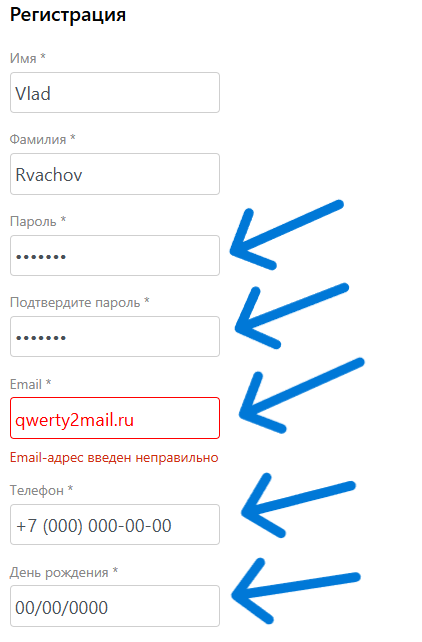 Регистрация
Имя *
Vlad
Фамилия *
Rvachov
Пароль *
•••••••
Подтвердите пароль *
•••••••
Email *
qwerty2mail.ru
Email-адрес введен неправильно
Телефон *
+7 (000) 000-00-00
День рождения *
00/00/0000